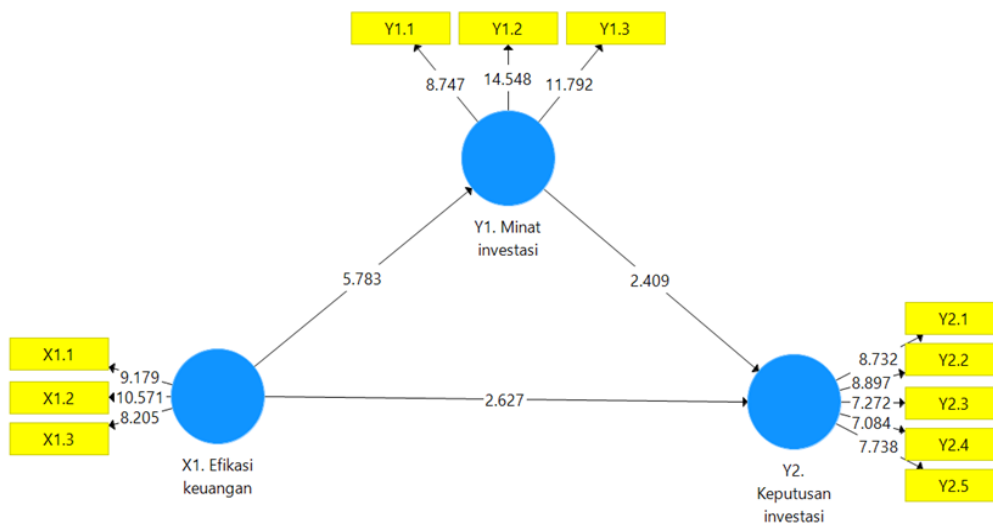 Y1.1
Y1.2
Y1.3
8.747
14.548
11.792
Y1. Minat
investasi
5.783
2.409
X1.1
X1.2
X1.3
9.179
10.571
8.205
2.627
X1. Efikasi
keuangan
Y2.1
Y2.2
Y2.3
Y2.4
Y2.5
8.732
8.897
7.272
7.084
7.738
Y2.
Keputusan
investasi